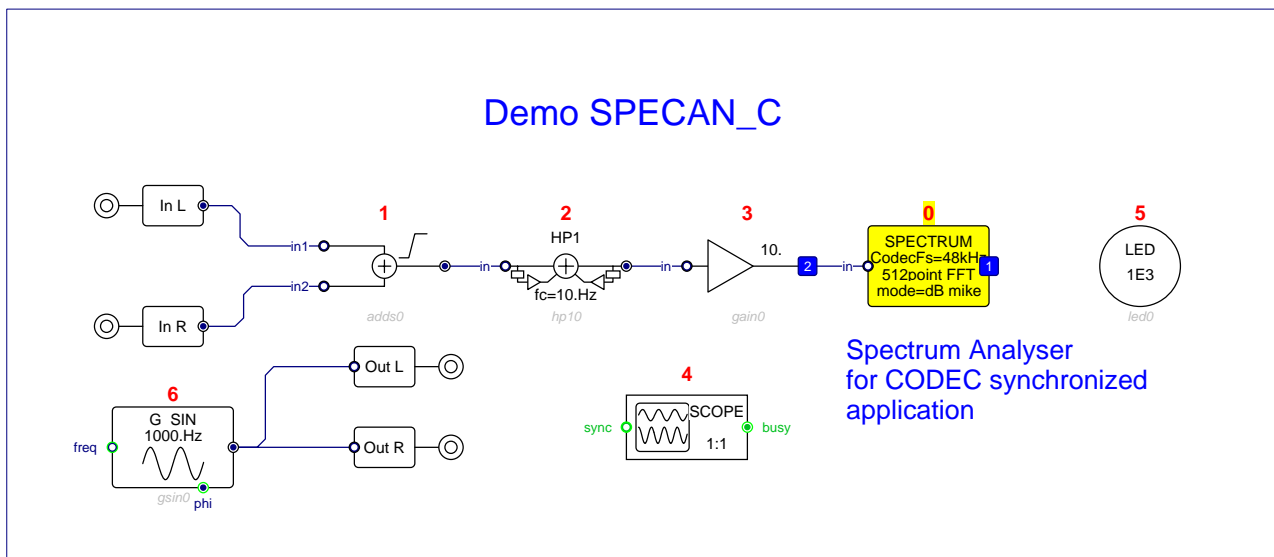 Demo SPECAN_C
In L
in1
1
adds0
in
2
HP1
fc=10.Hz
hp10
in
3
10.
gain0
2
in
0
SPECTRUM
CodecFs=48kHz
512point FFT
mode=dB mike
1
5
LED
1E3
led0
in2
In R
Out L
Spectrum Analyser
for CODEC synchronized
application
6
G SIN
1000.Hz
freq
phi
gsin0
Out R
4
sync
SCOPE
1:1
busy